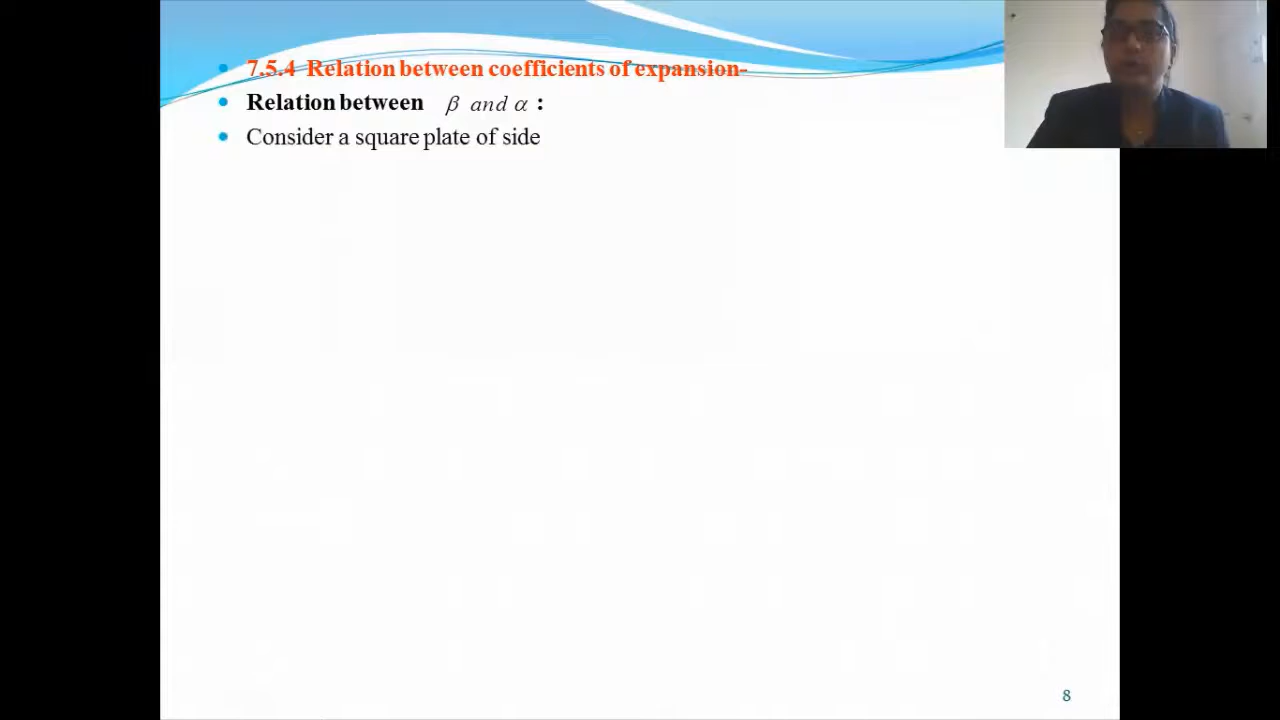 7.5.4 Relation between coefficients of expansion-
Relation between β and α :
Consider a square plate of side
8